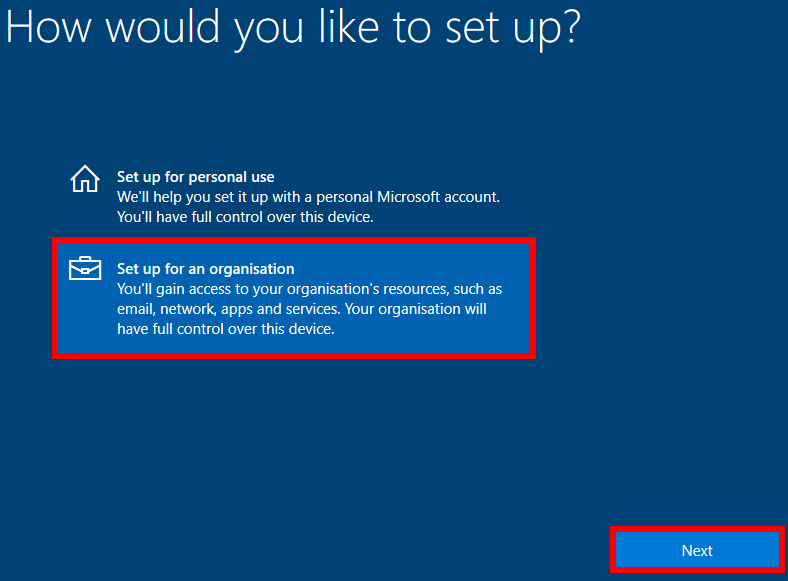 How would you like to set up?
Set up for personal use
We'll help you set it up with a personal Microsoft account.
You'll have full control over this device.
Set up for an organisation
You'll gain access to your organisation's resources, such as
email, network, apps and services. Your organisation will
have full control over this device.
Next